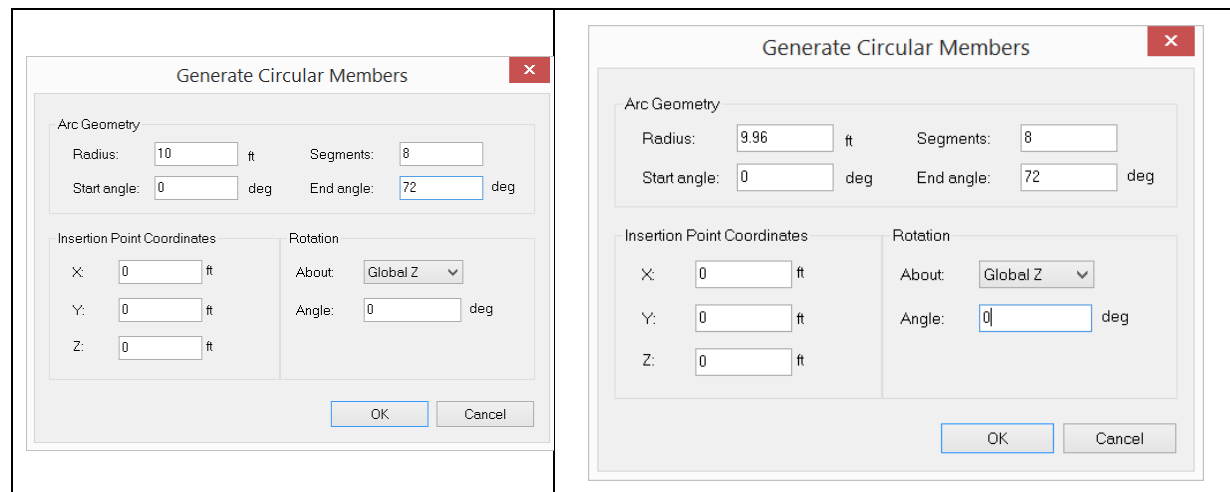 Generate Circular Members
Arc Geometry
Radius: 10 ft Segments: 8
Start angle: 0 deg End angle: 72 deg
Insertion Point Coordinates
X: 0 ft
Y: 0 ft
Z: 0 ft
Rotation
About: Global Z
Angle: 0 deg
OK Cancel
Generate Circular Members
Arc Geometry
Radius: 9.96 ft Segments: 8
Start angle: 0 deg End angle: 72 deg
Insertion Point Coordinates
X: 0 ft
Y: 0 ft
Z: 0 ft
Rotation
About: Global Z
Angle: 0 deg
OK Cancel